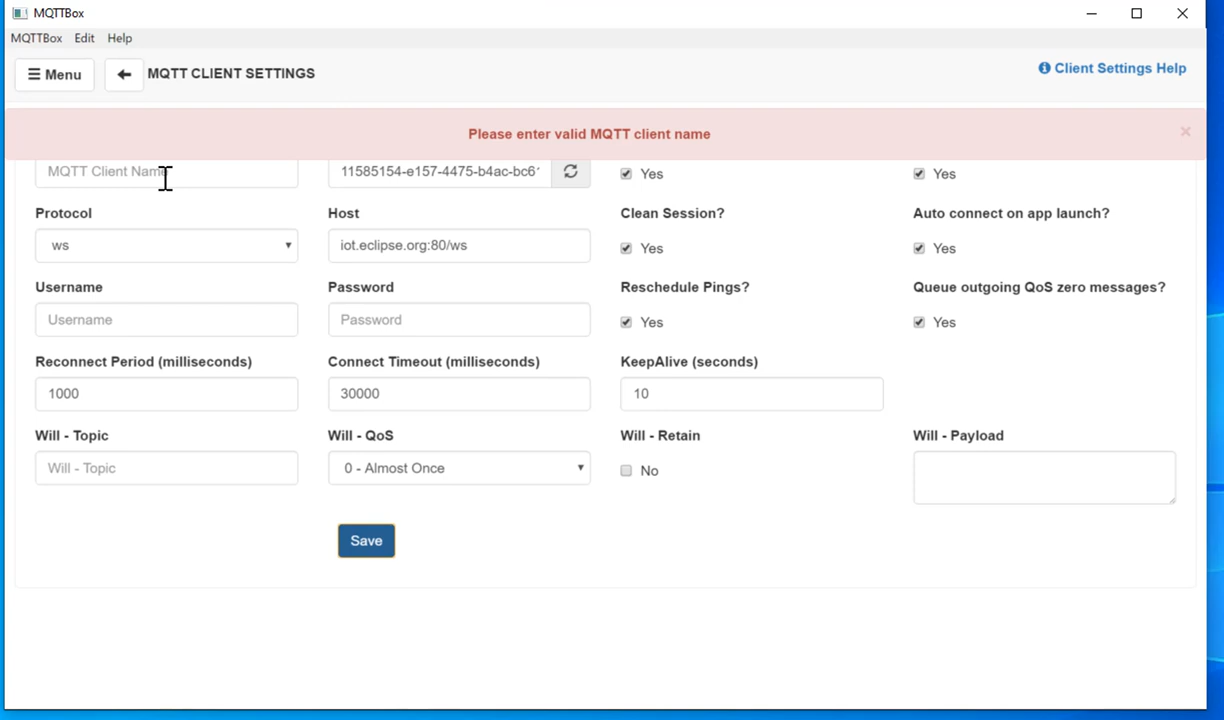 MQTTBox
MQTTBox Edit Help
Menu MQTT CLIENT SETTINGS Client Settings Help
Please enter valid MQTT client name ×
MQTT Client Name 11585154-e157-4475-b4ac-bc6 Yes Yes
Protocol Host Clean Session? Auto connect on app launch?
ws iot.eclipse.org:80/ws Yes Yes
Username Password Reschedule Pings? Queue outgoing QoS zero messages?
Username Password Yes Yes
Reconnect Period (milliseconds) Connect Timeout (milliseconds) KeepAlive (seconds)
1000 30000 10
Will - Topic Will - QoS Will - Retain Will - Payload
Will - Topic 0 - Almost Once No
Save